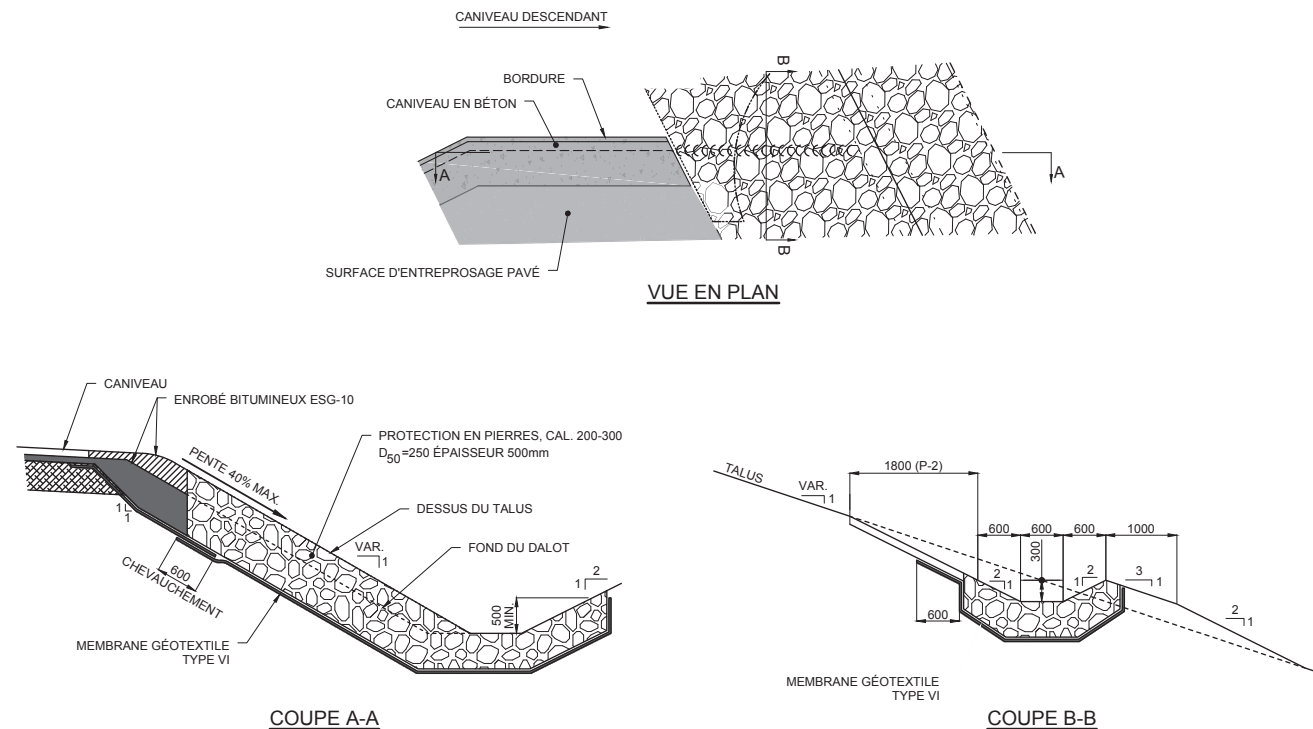 CANIVEAU DESCENDANT
BORDURE
CANIVEAU EN BÉTON
B
A
A
B
SURFACE D'ENTREPROSAGE PAVÉ
VUE EN PLAN
CANIVEAU
ENROBÉ BITUMINEUX ESG-10
PROTECTION EN PIERRES, CAL. 200-300
D50=250 ÉPAISSEUR 500mm
PENTE 40% MAX.
DESSUS DU TALUS
VAR.
1
FOND DU DALOT
1
1
600
CHEVAUCHEMENT
500
MIN.
1
2
MEMBRANE GÉOTEXTILE
TYPE VI
COUPE A-A
TALUS
VAR.
1
1800 (P-2)
600
600
600
1000
300
2
1
1
2
3
1
2
1
600
MEMBRANE GÉOTEXTILE
TYPE VI
COUPE B-B